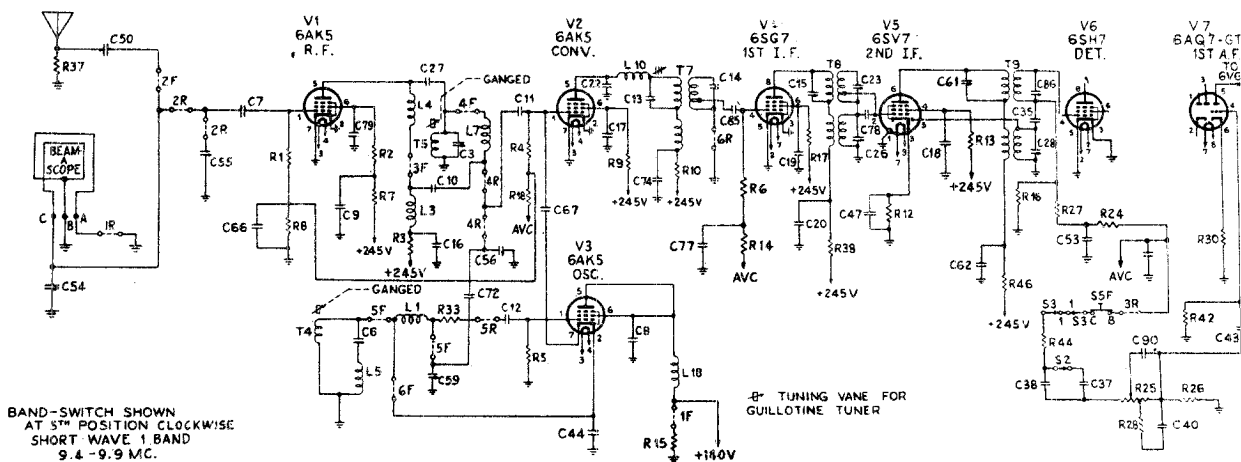 V1
6AK5
R.F.
V2
6AK5
CONV.
V4
6SG7
1ST I.F.
V5
6SV7
2ND I.F.
V6
6SH7
DET.
V7
6AQ7-GT
1ST A.F.
TO
6V6
C50
R37
2F
2R
2R
C55
C7
BEAM
A
SCOPE
C
B
A
1R
C54
C66
R1
R8
C79
R2
R7
C9
+245V
C27
GANGED
L4
T5
4F
C3
L7
3F
C10
4R
4R
L3
R3
C16
+245V
C56
C72
C11
R4
R18
AVC
C22
L10
T7
C14
C13
C17
R9
+245V
C74
R10
+245V
6R
C85
C67
R6
C77
R14
AVC
C15
C19
R17
+245V
C20
R38
+245V
T8
C23
C78
C26
C47
R12
C18
R13
+245V
C61
T9
C86
C35
C28
R16
R27
C62
R46
+245V
C53
R24
AVC
R30
R42
C43
S3
1
1
S3
C
S5F
B
3R
R44
S2
C38
C37
C90
R25
R26
R28
C40
V3
6AK5
OSC.
GANGED
T4
5F
L1
R33
5R
C12
C6
L5
5F
C59
6F
R5
C8
L18
1F
R15
+180V
C44
TUNING VANE FOR
GUILLOTINE TUNER
BAND-SWITCH SHOWN
AT 5TH POSITION CLOCKWISE
SHORT WAVE 1 BAND
9.4 - 9.9 MC.